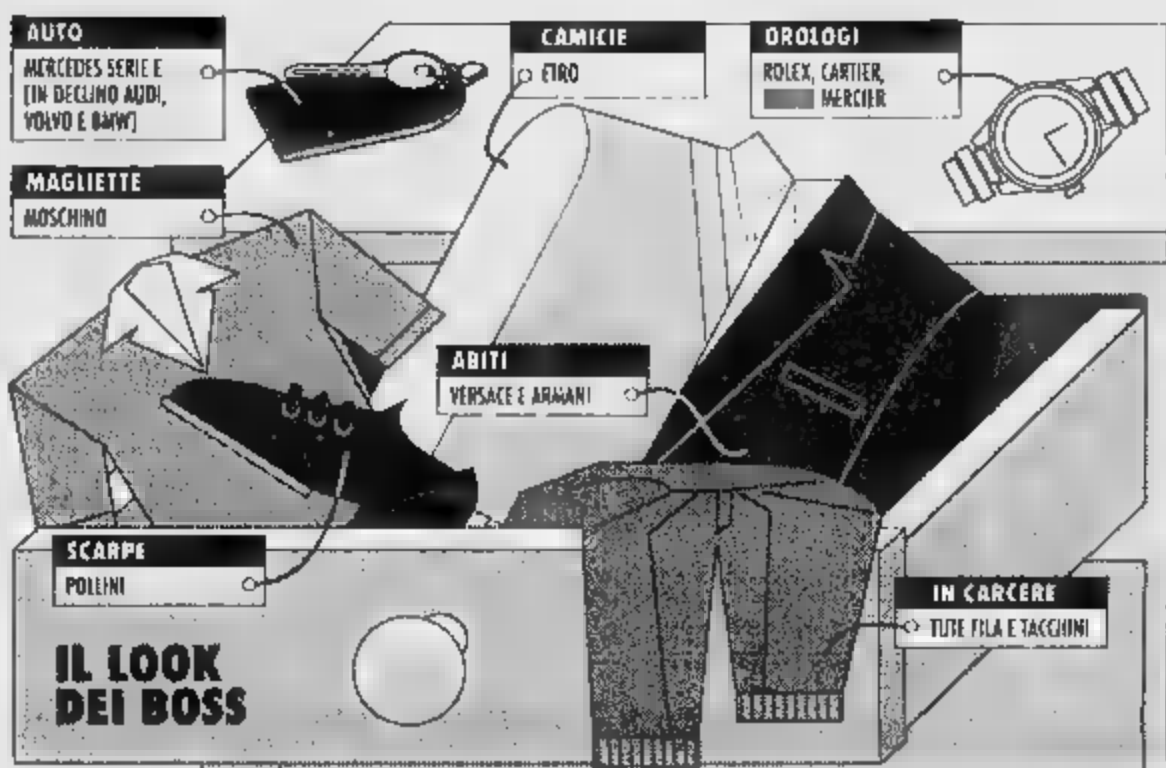 AUTO
MERCEDES SERIE E
[IN DECLINO AUDI,
VOLVO E BMW]
CAMICIE
ETRO
OROLOGI
ROLEX, CARTIER,
MERCIER
MAGLIETTE
MOSCHINO
ABITI
VERSACE E ARMANI
SCARPE
POLLINI
IN CARCERE
TUTE FILA E TACCHINI
IL LOOK
DEI BOSS